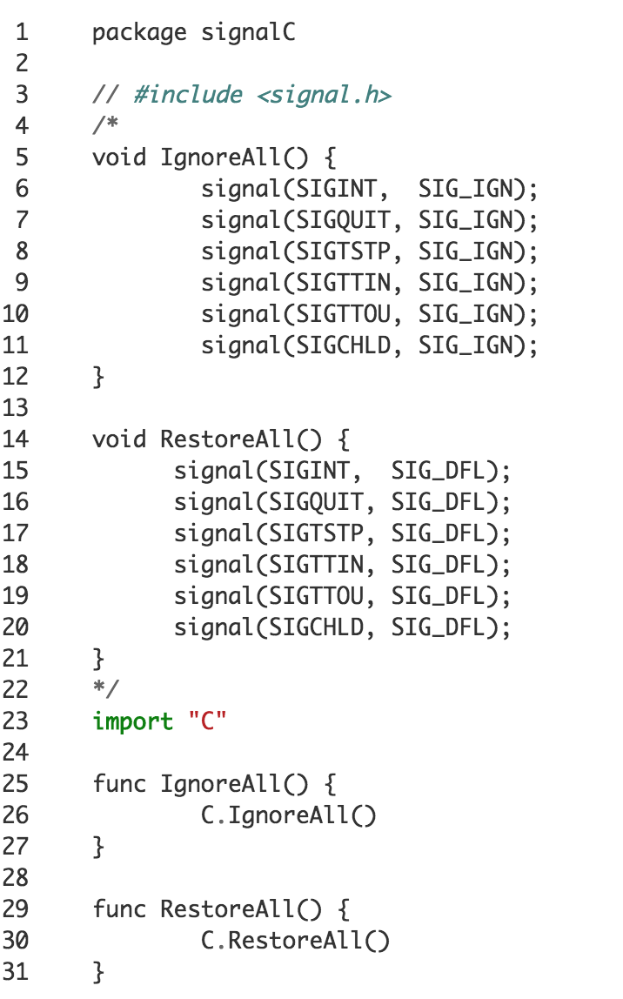 1 package signalC
2
3 // #include <signal.h>
4 /*
5 void IgnoreAll() {
6         signal(SIGINT,  SIG_IGN);
7         signal(SIGQUIT, SIG_IGN);
8         signal(SIGTSTP, SIG_IGN);
9         signal(SIGTTIN, SIG_IGN);
10         signal(SIGTTOU, SIG_IGN);
11         signal(SIGCHLD, SIG_IGN);
12 }
13
14 void RestoreAll() {
15       signal(SIGINT,  SIG_DFL);
16       signal(SIGQUIT, SIG_DFL);
17       signal(SIGTSTP, SIG_DFL);
18       signal(SIGTTIN, SIG_DFL);
19       signal(SIGTTOU, SIG_DFL);
20       signal(SIGCHLD, SIG_DFL);
21 }
22 */
23 import "C"
24
25 func IgnoreAll() {
26         C.IgnoreAll()
27 }
28
29 func RestoreAll() {
30         C.RestoreAll()
31 }